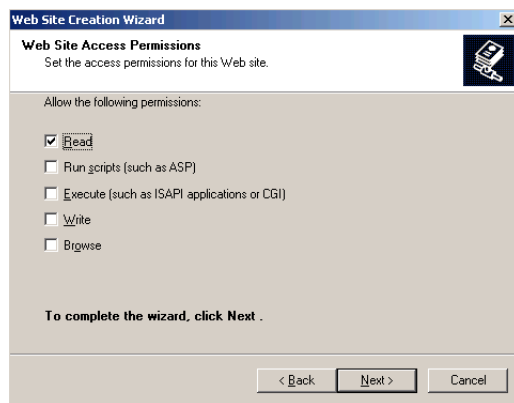 Web Site Creation Wizard
Web Site Access Permissions
Set the access permissions for this Web site.
Allow the following permissions:
Read
Run scripts (such as ASP)
Execute (such as ISAPI applications or CGI)
Write
Browse
To complete the wizard, click Next .
< Back Next > Cancel